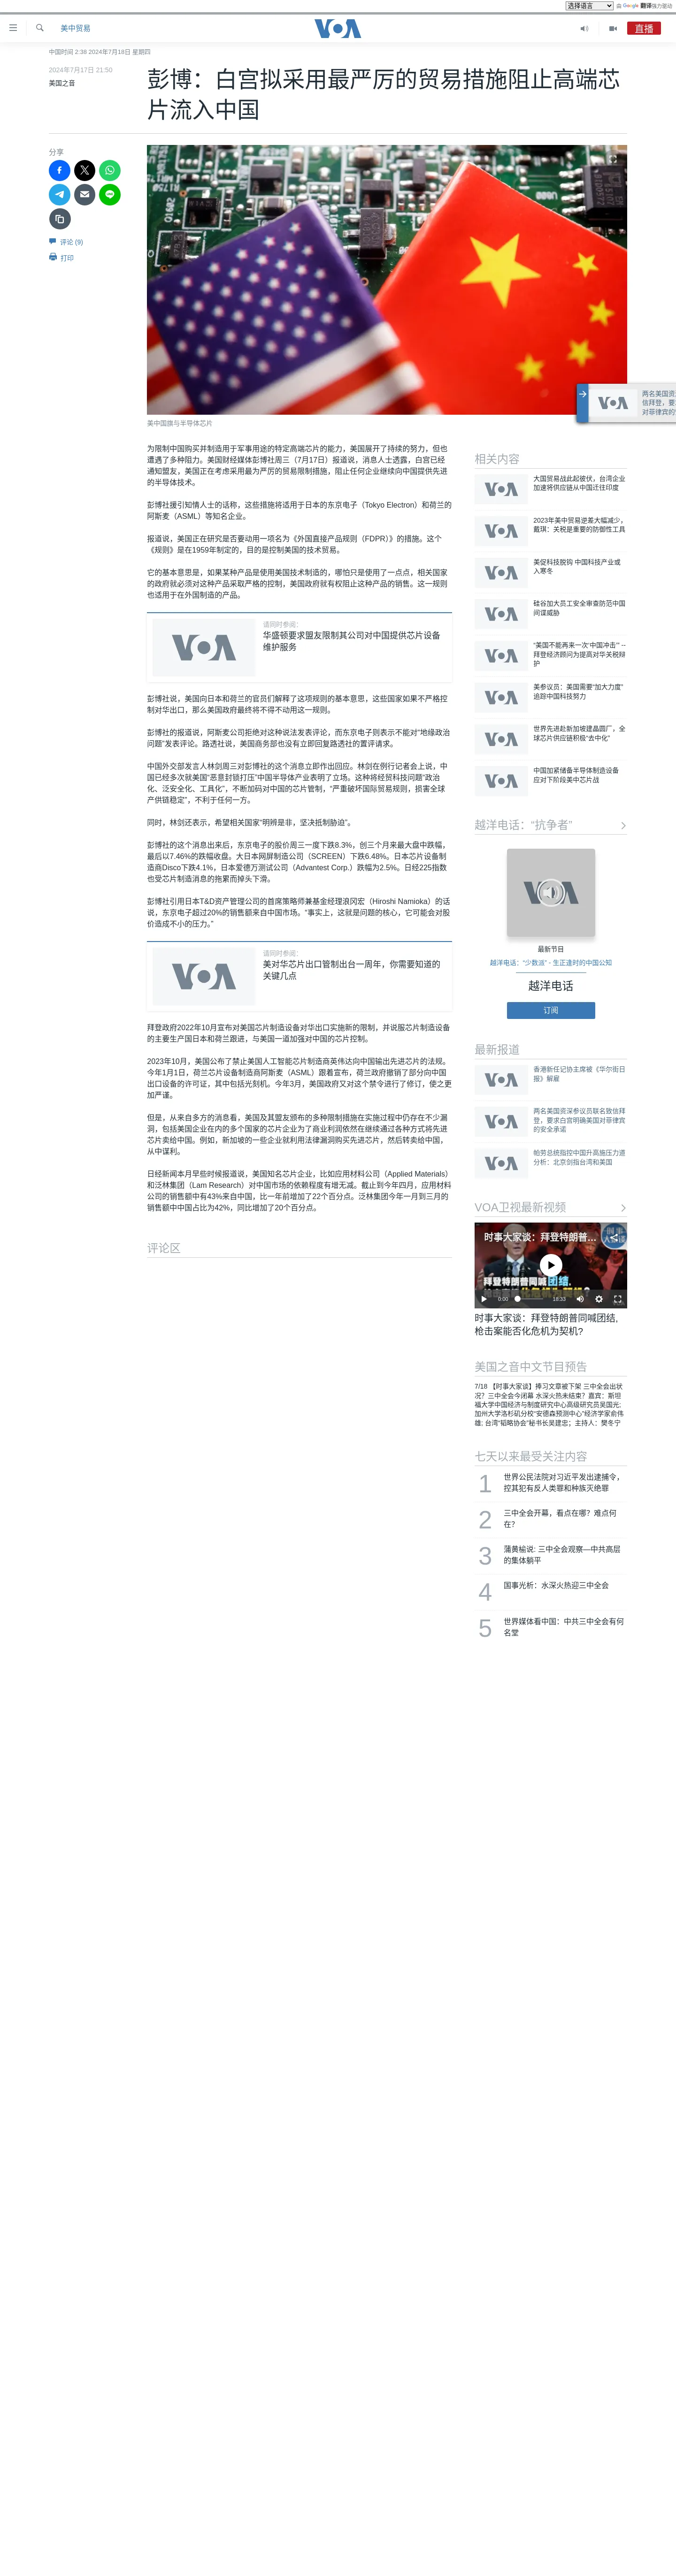 选择语言
由 Google 翻译强力驱动
美中贸易
VOA
直播
中国时间 2:38 2024年7月18日 星期四
2024年7月17日 21:50
美国之音
彭博：白宫拟采用最严厉的贸易措施阻止高端芯
片流入中国
分享
评论 (9)
打印
美中国旗与半导体芯片
为限制中国购买并制造用于军事用途的特定高端芯片的能力，美国展开了持续的努力，但也
遭遇了多种阻力。美国财经媒体彭博社周三（7月17日）报道说，消息人士透露，白宫已经
通知盟友，美国正在考虑采用最为严厉的贸易限制措施，阻止任何企业继续向中国提供先进
的半导体技术。
彭博社援引知情人士的话称，这些措施将适用于日本的东京电子（Tokyo Electron）和荷兰的
阿斯麦（ASML）等知名企业。
报道说，美国正在研究是否要动用一项名为《外国直接产品规则（FDPR）》的措施。这个
《规则》是在1959年制定的，目的是控制美国的技术贸易。
它的基本意思是，如果某种产品是使用美国技术制造的，哪怕只是使用了一点点，相关国家
的政府就必须对这种产品采取严格的控制，美国政府就有权阻止这种产品的销售。这一规则
也适用于在外国制造的产品。
请同时参阅：
VOA
华盛顿要求盟友限制其公司对中国提供芯片设备
维护服务
彭博社说，美国向日本和荷兰的官员们解释了这项规则的基本意思，这些国家如果不严格控
制对华出口，那么美国政府最终将不得不动用这一规则。
彭博社的报道说，阿斯麦公司拒绝对这种说法发表评论，而东京电子则表示不能对“地缘政治
问题”发表评论。路透社说，美国商务部也没有立即回复路透社的置评请求。
中国外交部发言人林剑周三对彭博社的这个消息立即作出回应。林剑在例行记者会上说，中
国已经多次就美国“恶意封锁打压”中国半导体产业表明了立场。这种将经贸科技问题“政治
化、泛安全化、工具化”，不断加码对中国的芯片管制，“严重破坏国际贸易规则，损害全球
产供链稳定”，不利于任何一方。
同时，林剑还表示，希望相关国家“明辨是非，坚决抵制胁迫”。
彭博社的这个消息出来后，东京电子的股价周三一度下跌8.3%，创三个月来最大盘中跌幅，
最后以7.46%的跌幅收盘。大日本网屏制造公司（SCREEN）下跌6.48%。日本芯片设备制
造商Disco下跌4.1%，日本爱德万测试公司（Advantest Corp.）跌幅为2.5%。日经225指数
也受芯片制造消息的拖累而掉头下滑。
彭博社引用日本T&D资产管理公司的首席策略师兼基金经理浪冈宏（Hiroshi Namioka）的话
说，东京电子超过20%的销售额来自中国市场。“事实上，这就是问题的核心，它可能会对股
价造成不小的压力。”
请同时参阅：
VOA
美对华芯片出口管制出台一周年，你需要知道的
关键几点
拜登政府2022年10月宣布对美国芯片制造设备对华出口实施新的限制，并说服芯片制造设备
的主要生产国日本和荷兰跟进，与美国一道加强对中国的芯片控制。
2023年10月，美国公布了禁止美国人工智能芯片制造商英伟达向中国输出先进芯片的法规。
今年1月1日，荷兰芯片设备制造商阿斯麦（ASML）跟着宣布，荷兰政府撤销了部分向中国
出口设备的许可证，其中包括光刻机。今年3月，美国政府又对这个禁令进行了修订，使之更
加严谨。
但是，从来自多方的消息看，美国及其盟友颁布的多种限制措施在实施过程中仍存在不少漏
洞，包括美国企业在内的多个国家的芯片企业为了商业利润依然在继续通过各种方式将先进
芯片卖给中国。例如，新加坡的一些企业就利用法律漏洞购买先进芯片，然后转卖给中国，
从中谋利。
日经新闻本月早些时候报道说，美国知名芯片企业，比如应用材料公司（Applied Materials）
和泛林集团（Lam Research）对中国市场的依赖程度有增无减。截止到今年四月，应用材料
公司的销售额中有43%来自中国，比一年前增加了22个百分点。泛林集团今年一月到三月的
销售额中中国占比为42%，同比增加了20个百分点。
评论区
VOA
两名美国资
信拜登，要
对菲律宾的
相关内容
VOA
大国贸易战此起彼伏，台湾企业
加速将供应链从中国迁往印度
VOA
2023年美中贸易逆差大幅减少，
戴琪：关税是重要的防御性工具
VOA
美促科技脱钩 中国科技产业或
入寒冬
VOA
硅谷加大员工安全审查防范中国
间谍威胁
VOA
“美国不能再来一次‘中国冲击’” --
拜登经济顾问为提高对华关税辩
护
VOA
美参议员：美国需要“加大力度”
追踪中国科技努力
VOA
世界先进赴新加坡建晶圆厂，全
球芯片供应链积极“去中化”
VOA
中国加紧储备半导体制造设备
应对下阶段美中芯片战
越洋电话：“抗争者”
VOA
最新节目
越洋电话：“少数派” - 生正逢时的中国公知
越洋电话
订阅
最新报道
VOA
香港新任记协主席被《华尔街日
报》解雇
VOA
两名美国资深参议员联名致信拜
登，要求白宫明确美国对菲律宾
的安全承诺
VOA
帕劳总统指控中国升高施压力道
分析：北京剑指台湾和美国
VOA卫视最新视频
时事大家谈：拜登特朗普...
拜登特朗普同喊团结，
0:00
16:33
时事大家谈：拜登特朗普同喊团结,
枪击案能否化危机为契机?
美国之音中文节目预告
7/18 【时事大家谈】捧习文章被下架 三中全会出状
况？三中全会今闭幕 水深火热未结束？嘉宾：斯坦
福大学中国经济与制度研究中心高级研究员吴国光;
加州大学洛杉矶分校“安德森预测中心”经济学家俞伟
雄; 台湾”韬略协会”秘书长吴建忠；主持人：樊冬宁
七天以来最受关注内容
1
世界公民法院对习近平发出逮捕令，
控其犯有反人类罪和种族灭绝罪
2
三中全会开幕，看点在哪？难点何
在？
3
蒲黄榆说: 三中全会观察—中共高层
的集体躺平
4
国事光析：水深火热迎三中全会
5
世界媒体看中国：中共三中全会有何
名堂